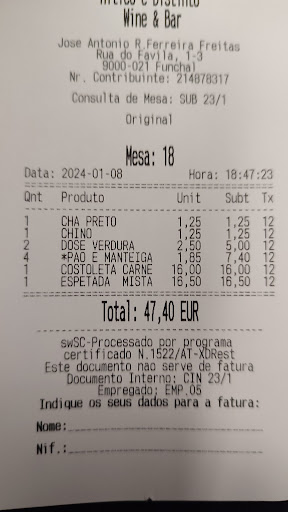 Wine & Bar
Jose Antonio R.Ferreira Freitas
Rua do Favila, 1-3
9000-021 Funchal
Nr. Contribuinte: 214878317
Consulta de Mesa: SUB 23/1
Original
Mesa: 18
Data: 2024-01-08 Hora: 18:47:23
Qnt Produto Unit Subt Tx
1 CHA PRETO 1,25 1,25 12
1 CHINO 1,25 1,25 12
2 DOSE VERDURA 2,50 5,00 12
4 *PAO E MANTEIGA 1,85 7,40 12
1 COSTOLETA CARNE 16,00 16,00 12
1 ESPETADA MISTA 16,50 16,50 12
Total: 47,40 EUR
swSC-Processado por programa
certificado N.1522/AT-XDRest
Este documento nao serve de fatura
Documento Interno: CIN 23/1
Empregado: EMP.05
Indique os seus dados para a fatura:
Nome:
Nif.: